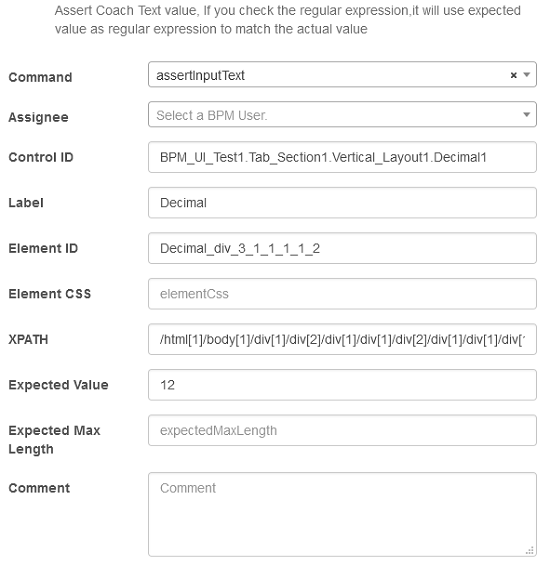 Assert Coach Text value, If you check the regular expression,it will use expected
value as regular expression to match the actual value
Command
assertInputText
Assignee
Select a BPM User.
Control ID
BPM_UI_Test1.Tab_Section1.Vertical_Layout1.Decimal1
Label
Decimal
Element ID
Decimal_div_3_1_1_1_1_2
Element CSS
elementCss
XPATH
/html[1]/body[1]/div[1]/div[2]/div[1]/div[1]/div[2]/div[1]/div[1]/div[
Expected Value
12
Expected Max
Length
expectedMaxLength
Comment
Comment